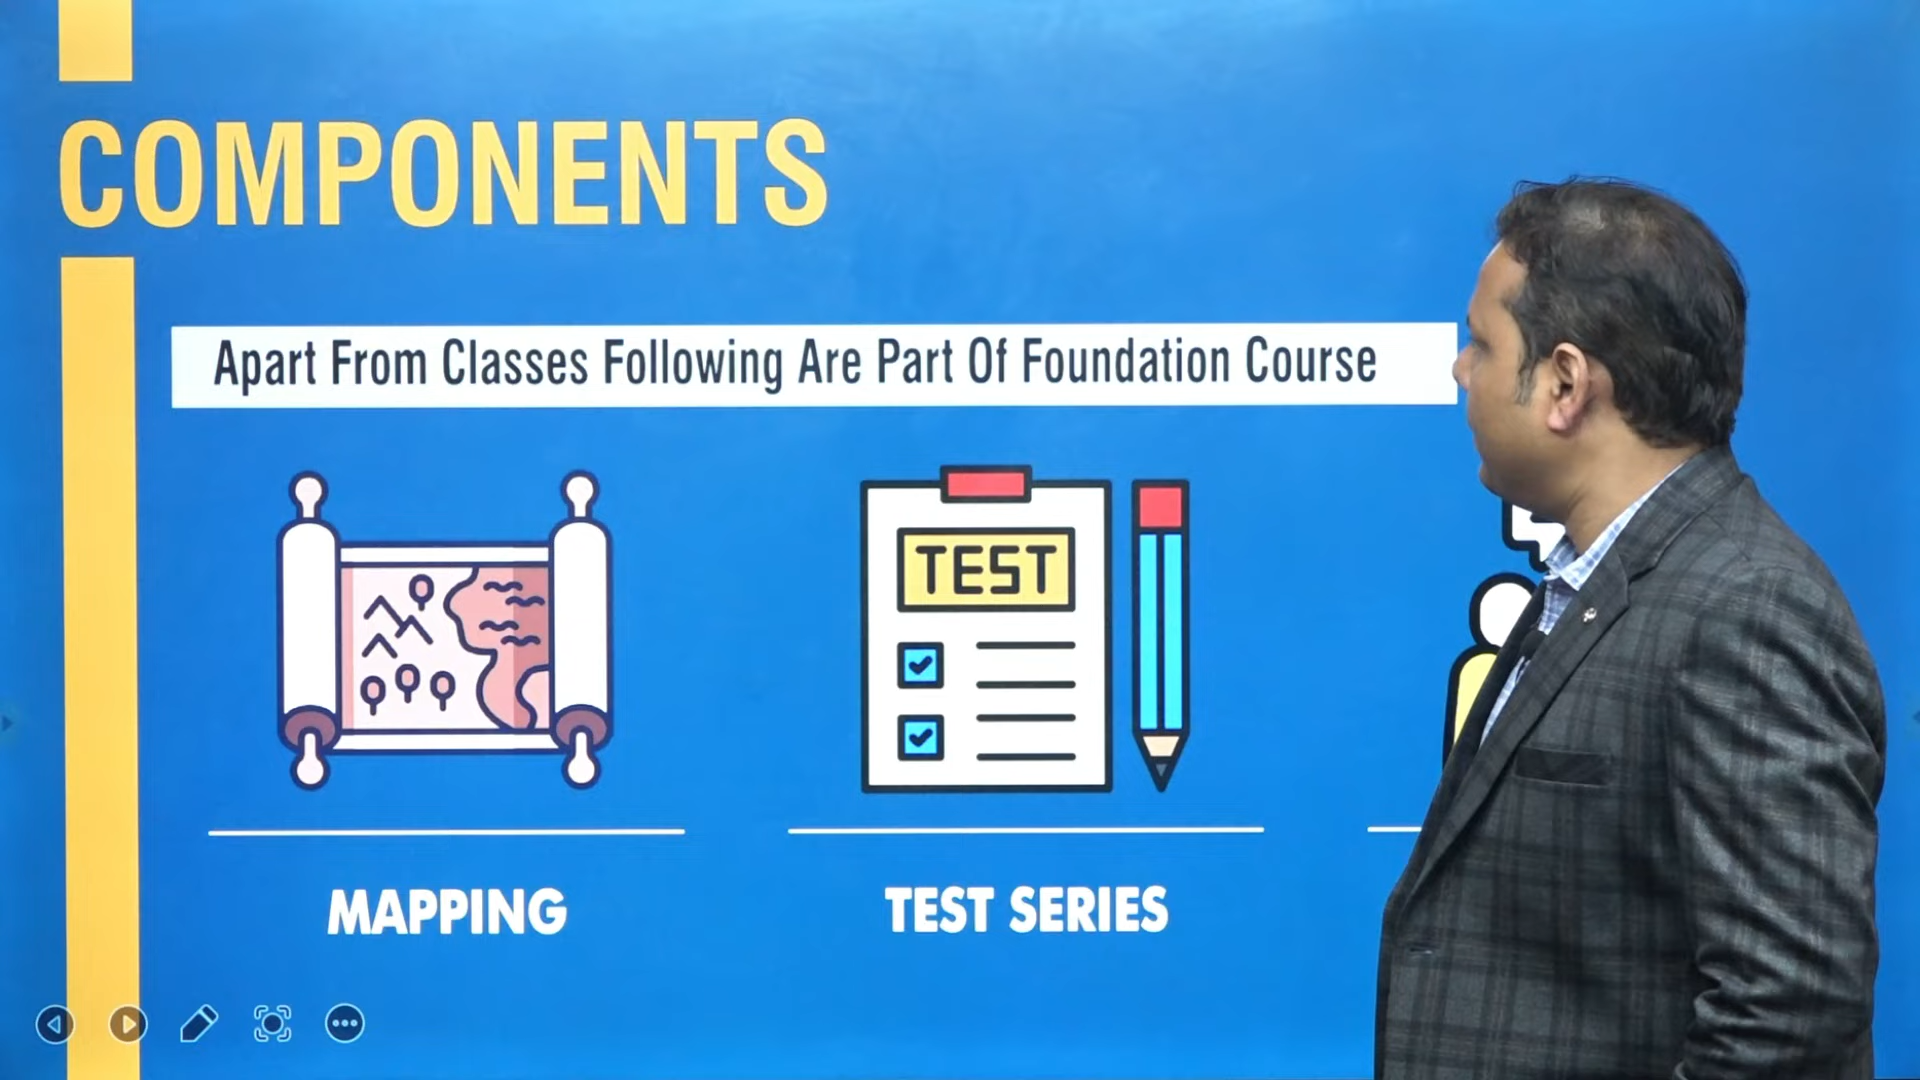 COMPONENTS
Apart From Classes Following Are Part Of Foundation Course
TEST
MAPPING
TEST SERIES